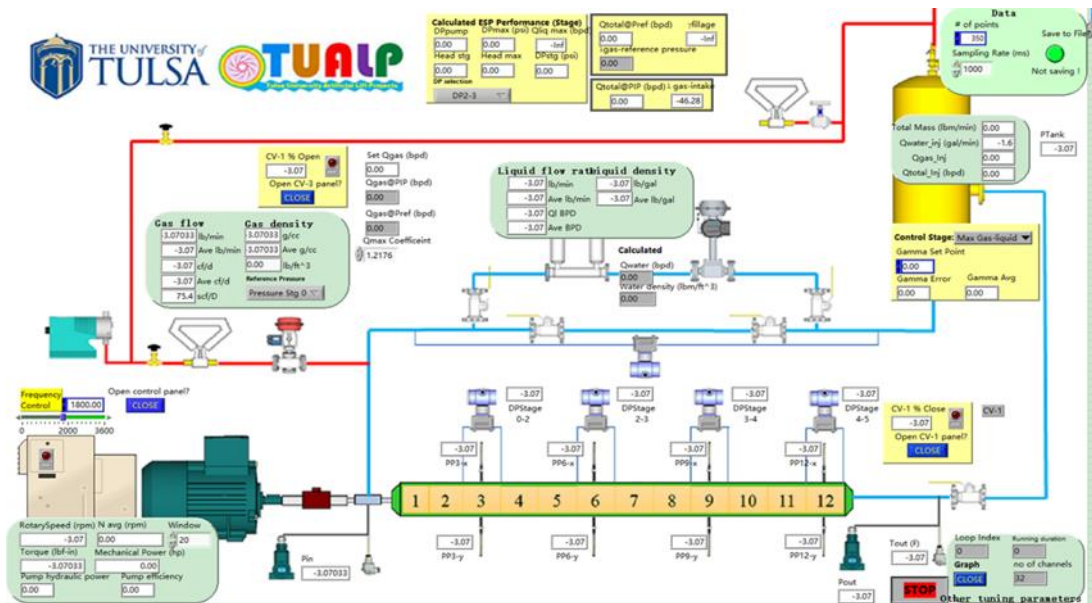 THE UNIVERSITY of
TULSA
TUALP
Tulsa University Artificial Lift Projects
Calculated ESP Performance (Stage)
DPpump DPmax (psi) Qliq max (bpd)
0.00 0.00 -Inf
Head stg Head max DPstg (psi)
0.00 0.00 0.00
DP selection
DP2-3
Qtotal@Pref (bpd)
0.00 -Inf
gas-reference pressure
0.00
Qtotal@PIP (bpd) gas-intake
0.00 -46.28
Data
# of points
350
Sampling Rate (ms)
1000
Save to File
Not saving !
Total Mass (lbm/min) 0.00
Qwater_inj (gal/min) -1.6
Qgas_Inj 0.00
Qtotal_Inj (bpd) 0.00
PTank
-3.07
CV-1 % Open
-3.07
Open CV-3 panel?
CLOSE
Set Qgas (bpd)
0.00
Qgas@PIP (bpd)
0.00
Qgas@Pref (bpd)
0.00
Qmax Coefficeint
1.2176
Liquid flow rate Liquid density
-3.07 lb/min -3.07 lb/gal
-3.07 Ave lb/min -3.07 Ave lb/gal
-3.07 Ql BPD
-3.07 Ave BPD
Calculated
Qwater (bpd)
0.00
Water density (lbm/ft^3)
0.00
Gas flow Gas density
-3.07033 lb/min -3.07033 g/cc
-3.07 Ave lb/min -3.07033 Ave g/cc
-3.07 cf/d 0.00 lb/ft^3
-3.07 Ave cf/d Reference Pressure
75.4 scf/D Pressure Stg 0
Control Stage: Max Gas-liquid
Gamma Set Point
0.00
Gamma Error Gamma Avg
0.00 0.00
Frequency
Control
1800.00
Open control panel?
CLOSE
0 2000 3600
-3.07 -3.07 -3.07 -3.07
DPStage DPStage DPStage DPStage
0-2 2-3 3-4 4-5
-3.07 -3.07 -3.07 -3.07
PP3-x PP6-x PP9-x PP12-x
CV-1 % Close
-3.07
Open CV-1 panel?
CLOSE
CV-1
1 2 3 4 5 6 7 8 9 10 11 12
-3.07 -3.07 -3.07 -3.07
PP3-y PP6-y PP9-y PP12-y
RotarySpeed (rpm) N avg (rpm) Window
-3.07 0.00 20
Torque (lbf-in) Mechanical Power (hp)
-3.07033 0.00
Pump hydraulic power Pump efficiency
0.00 0.00
Pin
-3.07033
Pout
-3.07
Tout (F)
-3.07
STOP
Loop Index Running duration
0 0
Graph no of channels
CLOSE 32
Other tuning parameters